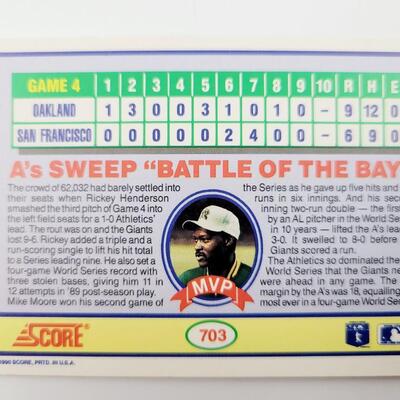 GAME 4 1 2 3 4 5 6 7 8 9 10 R H E
OAKLAND 1 3 0 0 3 1 0 1 0 – 9 12 0
SAN FRANCISCO 0 0 0 0 0 2 4 0 0 – 6 9 0
A's SWEEP “BATTLE OF THE BAY
The crowd of 62,032 had barely settled into
their seats when Rickey Henderson
smashed the third pitch of Game 4 into
the left field seats for a 1-0 Athletics'
lead. The rout was on and the Giants
lost 9-6. Rickey added a triple and a
run-scoring single to lift his hit total
to a Series leading nine. He also set a
four-game World Series record with
three stolen bases, giving him 11 in
12 attempts in '89 post-season play.
Mike Moore won his second game of
the Series as he gave up five hits and
runs in six innings. And his secon
inning two-run double — the first
by an AL pitcher in the World Serie
in 10 years — lifted the A's lead
3-0. It swelled to 8-0 before
Giants scored a run.
The Athletics so dominated the
World Series that the Giants nev
were ahead in any game. The
margin by the A's was 18, equalling
most ever in a four-game World S
MVP
SCORE
703
1990 SCORE, PRTD. IN U.S.A.